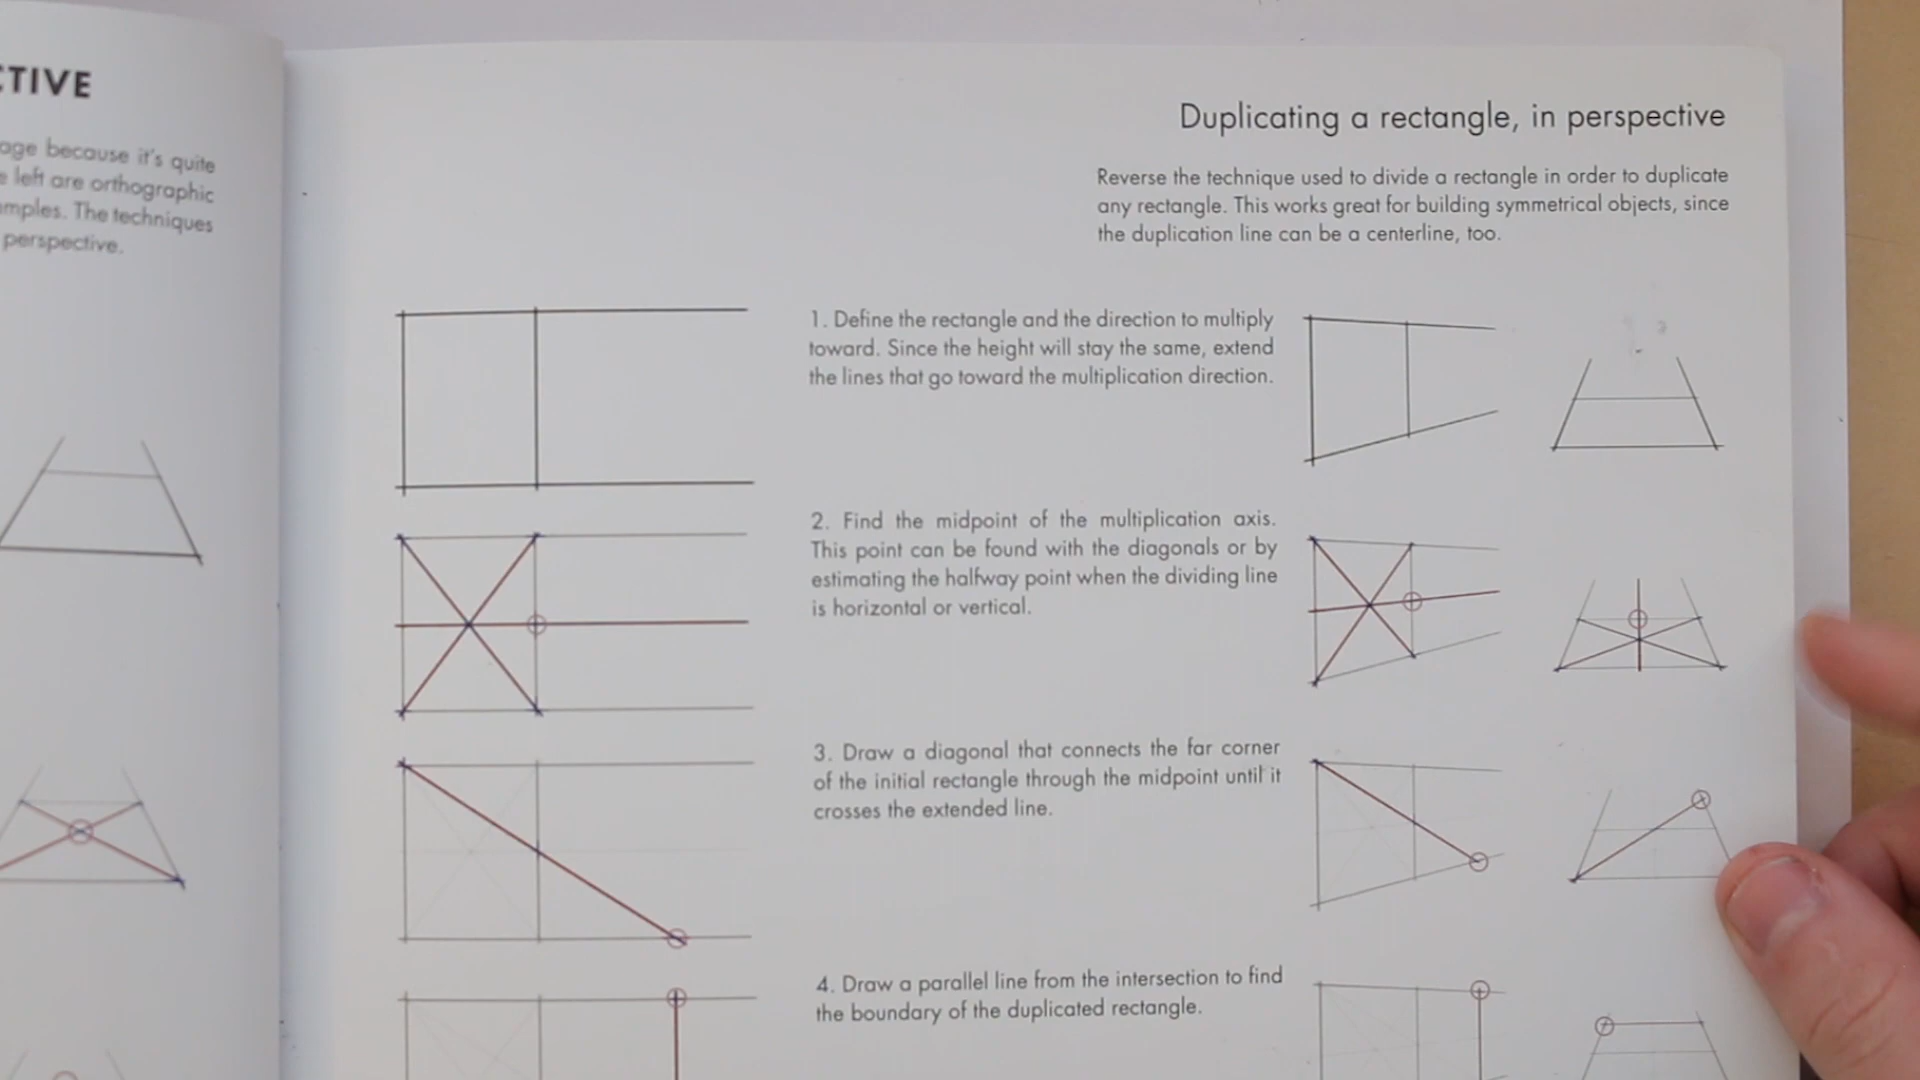 CTIVE
age because it's quite
e left are orthographic
amples. The techniques
perspective.
Duplicating a rectangle, in perspective
Reverse the technique used to divide a rectangle in order to duplicate
any rectangle. This works great for building symmetrical objects, since
the duplication line can be a centerline, too.
1. Define the rectangle and the direction to multiply
toward. Since the height will stay the same, extend
the lines that go toward the multiplication direction.
2. Find the midpoint of the multiplication axis.
This point can be found with the diagonals or by
estimating the halfway point when the dividing line
is horizontal or vertical.
3. Draw a diagonal that connects the far corner
of the initial rectangle through the midpoint until it
crosses the extended line.
4. Draw a parallel line from the intersection to find
the boundary of the duplicated rectangle.